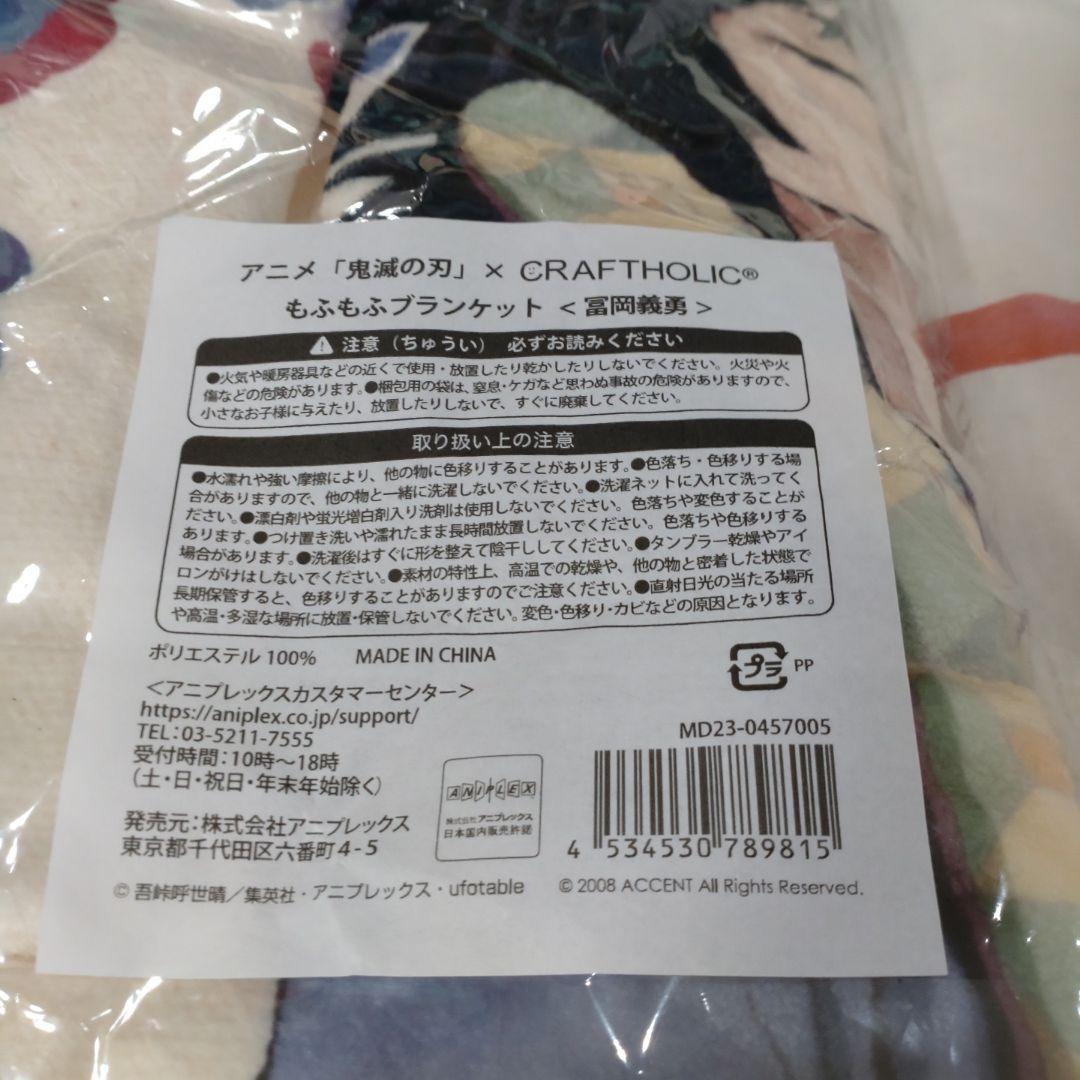 アニメ「鬼滅の刃」× CRAFTHOLIC®
もふもふブランケット ＜冨岡義勇＞
注意（ちゅうい） 必ずお読みください
●火気や暖房器具などの近くで使用・放置したり乾かしたりしないでください。火災や火
傷などの危険があります。●梱包用の袋は、窒息・ケガなど思わぬ事故の危険がありますので、
小さなお子様に与えたり、放置したりしないで、すぐに廃棄してください。
取り扱い上の注意
●水濡れや強い摩擦により、他の物に色移りすることがあります。●色落ち・色移りする場
合がありますので、他の物と一緒に洗濯しないでください。●洗濯ネットに入れて洗ってく
ださい。●漂白剤や蛍光増白剤入り洗剤は使用しないでください。色落ちや変色することが
あります。●つけ置き洗いや濡れたまま長時間放置しないでください。色落ちや色移りする
場合があります。●洗濯後はすぐに形を整えて陰干ししてください。●タンブラー乾燥やアイ
ロンがけはしないでください。●素材の特性上、高温での乾燥や、他の物と密着した状態で
長期保管すると、色移りすることがありますのでご注意ください。●直射日光の当たる場所
や高温・多湿な場所に放置・保管しないでください。変色・色移り・カビなどの原因となります。
ポリエステル 100% MADE IN CHINA
プラ PP
＜アニプレックスカスタマーセンター＞
https://aniplex.co.jp/support/
TEL：03-5211-7555
受付時間：10時～18時
（土・日・祝日・年末年始除く）
発売元：株式会社アニプレックス
東京都千代田区六番町4-5
ANIPLEX
株式会社アニプレックス
日本国内販売許諾
MD23-0457005
4 534530 789815
© 吾峠呼世晴／集英社・アニプレックス・ufotable © 2008 ACCENT All Rights Reserved.